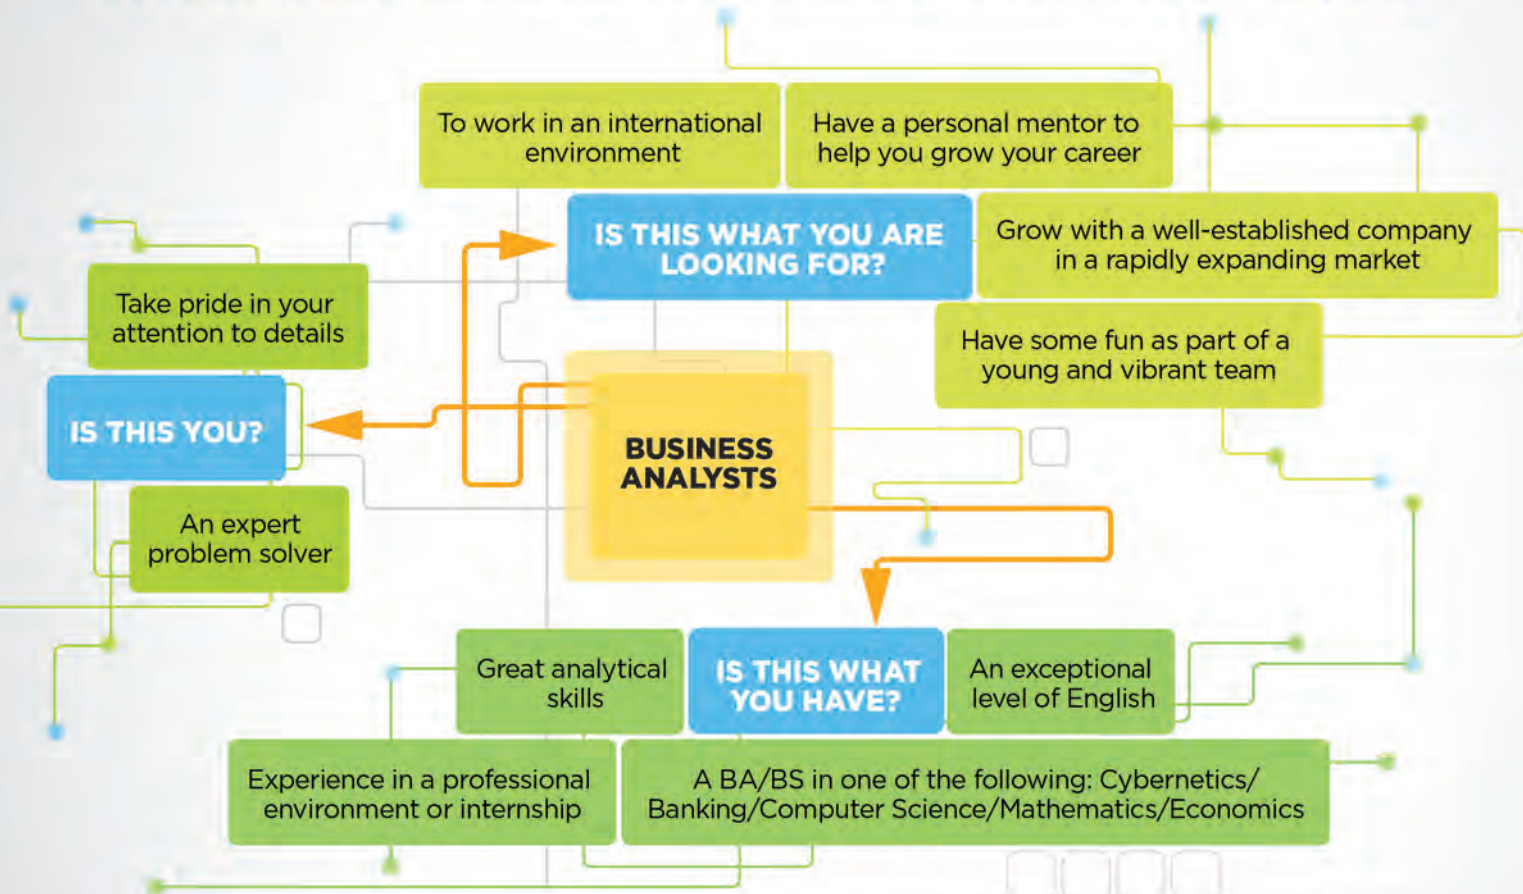 To work in an international
environment
Have a personal mentor to
help you grow your career
IS THIS WHAT YOU ARE
LOOKING FOR?
Grow with a well-established company
in a rapidly expanding market
Have some fun as part of a
young and vibrant team
Take pride in your
attention to details
IS THIS YOU?
An expert
problem solver
BUSINESS
ANALYSTS
Great analytical
skills
IS THIS WHAT
YOU HAVE?
An exceptional
level of English
Experience in a professional
environment or internship
A BA/BS in one of the following: Cybernetics/
Banking/Computer Science/Mathematics/Economics